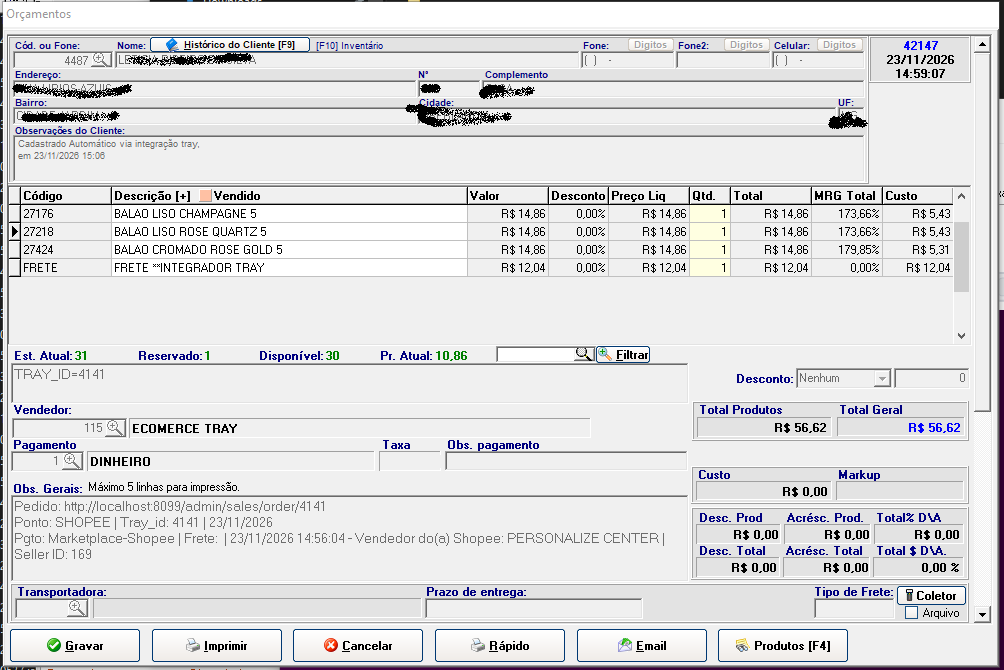 Orçamentos
Cód. ou Fone: Nome: Histórico do Cliente [F9] [F10] Inventário Fone: Digitos Fone2: Digitos Celular: Digitos 42147
4487 ( ) - ( ) - 23/11/2026
14:59:07
Endereço: Nº Complemento
Bairro: Cidade: UF:
Observações do Cliente:
Cadastrado Automático via integração tray,
em 23/11/2026 15:06
Código Descrição [+] Vendido Valor Desconto Preço Liq Qtd. Total MRG Total Custo
27176 BALAO LISO CHAMPAGNE 5 R$ 14,86 0,00% R$ 14,86 1 R$ 14,86 173,66% R$ 5,43
27218 BALAO LISO ROSE QUARTZ 5 R$ 14,86 0,00% R$ 14,86 1 R$ 14,86 173,66% R$ 5,43
27424 BALAO CROMADO ROSE GOLD 5 R$ 14,86 0,00% R$ 14,86 1 R$ 14,86 179,85% R$ 5,31
FRETE FRETE **INTEGRADOR TRAY R$ 12,04 0,00% R$ 12,04 1 R$ 12,04 0,00% R$ 12,04
Est. Atual: 31 Reservado: 1 Disponível: 30 Pr. Atual: 10,86 Filtrar
TRAY_ID=4141
Desconto: Nenhum 0
Vendedor:
115 ECOMERCE TRAY
Total Produtos Total Geral
R$ 56,62 R$ 56,62
Pagamento Taxa Obs. pagamento
1 DINHEIRO
Custo Markup
R$ 0,00
Obs. Gerais: Máximo 5 linhas para impressão.
Pedido: http://localhost:8099/admin/sales/order/4141
Ponto: SHOPEE | Tray_id: 4141 | 23/11/2026
Pgto: Marketplace-Shopee | Frete: | 23/11/2026 14:56:04 - Vendedor do(a) Shopee: PERSONALIZE CENTER |
Seller ID: 169
Desc. Prod Acrésc. Prod. Total% D\A
R$ 0,00 R$ 0,00 R$ 0,00
Desc. Total Acrésc. Total Total $ D\A.
R$ 0,00 R$ 0,00 0,00 %
Transportadora: Prazo de entrega: Tipo de Frete: Coletor
Arquivo
Gravar Imprimir Cancelar Rápido Email Produtos [F4]